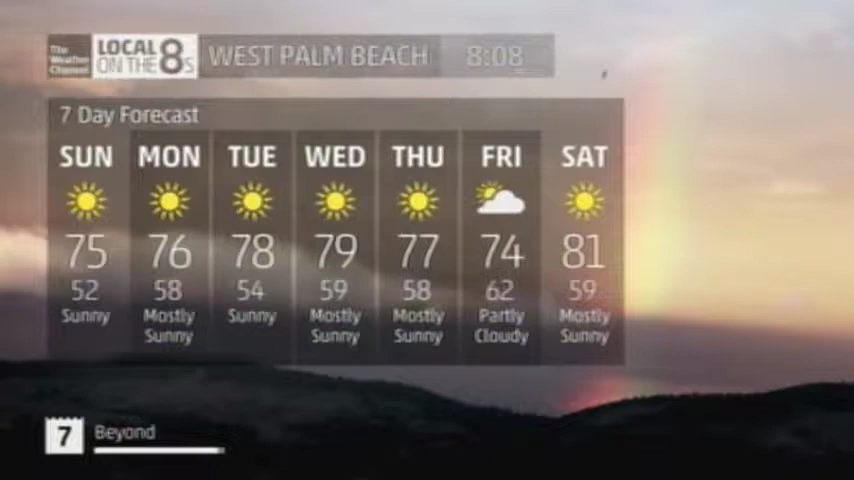 The Weather Channel LOCAL ON THE 8s WEST PALM BEACH 8:08
7 Day Forecast
SUN MON TUE WED THU FRI SAT
75 76 78 79 77 74 81
52 58 54 59 58 62 59
Sunny Mostly Sunny Sunny Mostly Sunny Mostly Sunny Partly Cloudy Mostly Sunny
7 Beyond